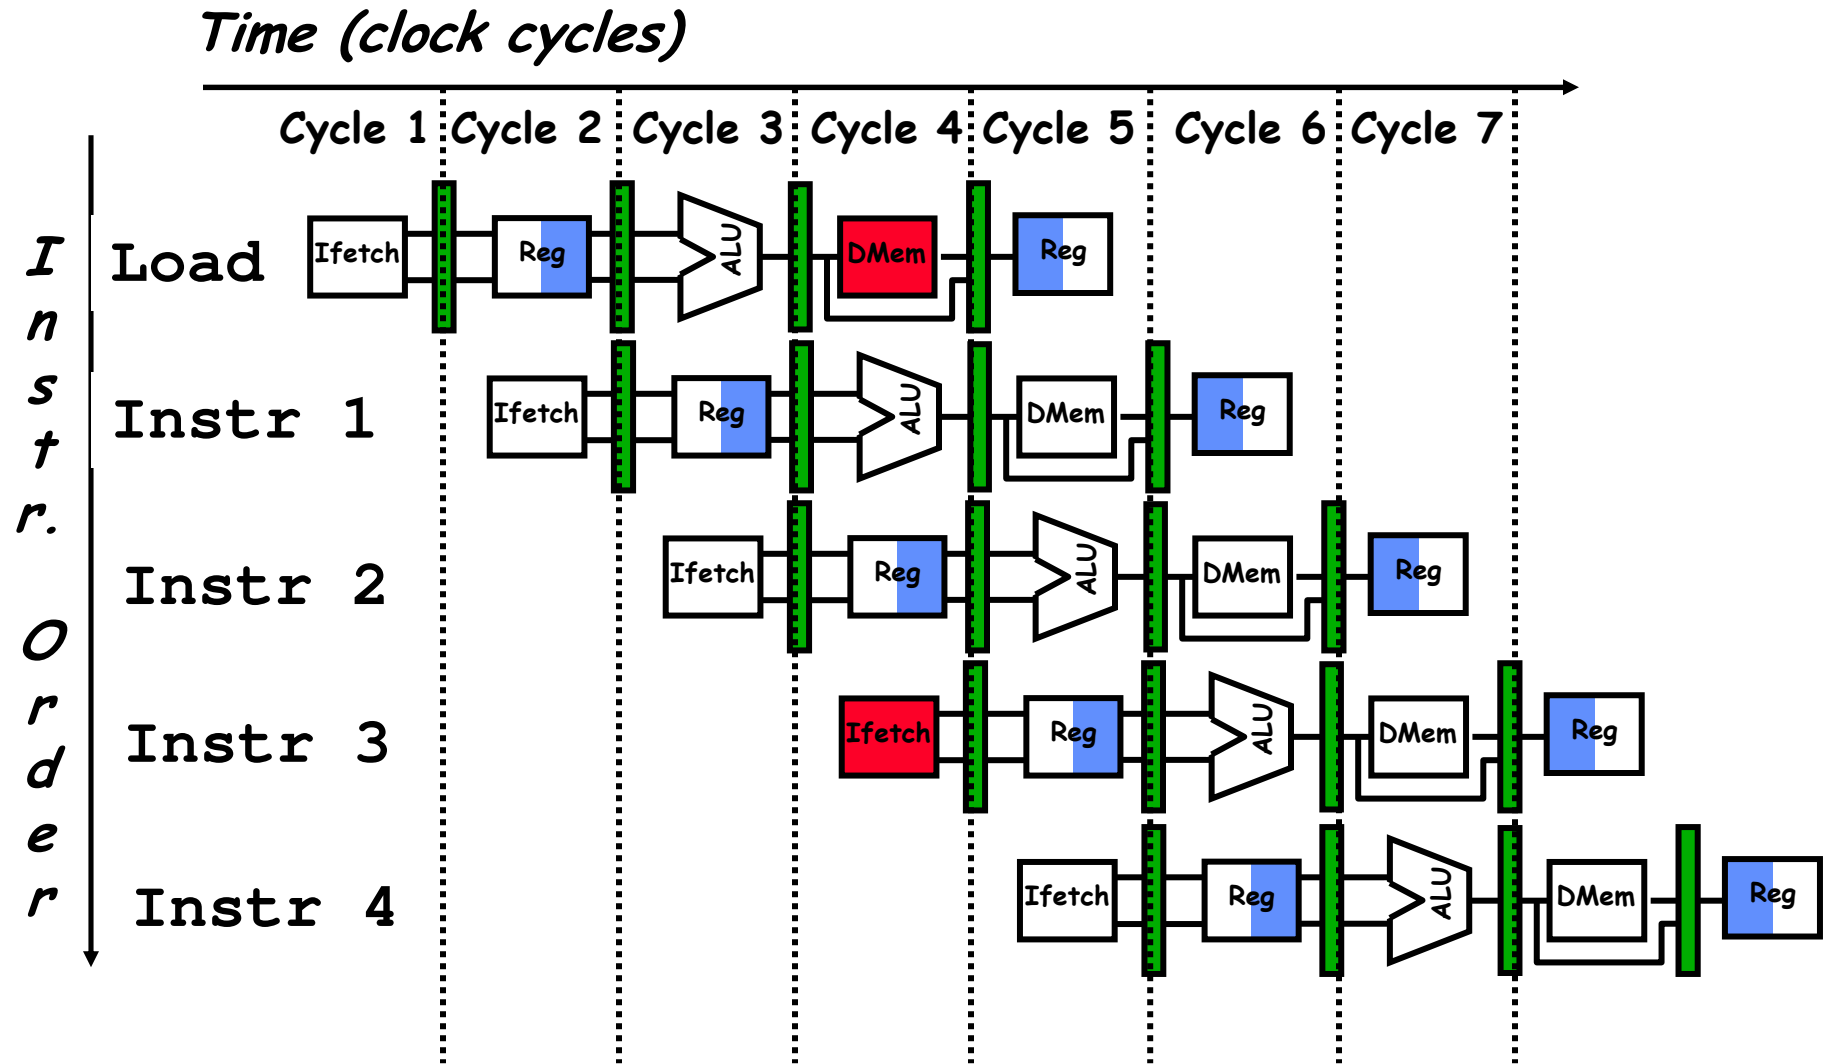 Time (clock cycles)
Cycle 1 Cycle 2 Cycle 3 Cycle 4 Cycle 5 Cycle 6 Cycle 7
Instr. Order
Load Ifetch Reg ALU DMem Reg
Instr 1 Ifetch Reg ALU DMem Reg
Instr 2 Ifetch Reg ALU DMem Reg
Instr 3 Ifetch Reg ALU DMem Reg
Instr 4 Ifetch Reg ALU DMem Reg